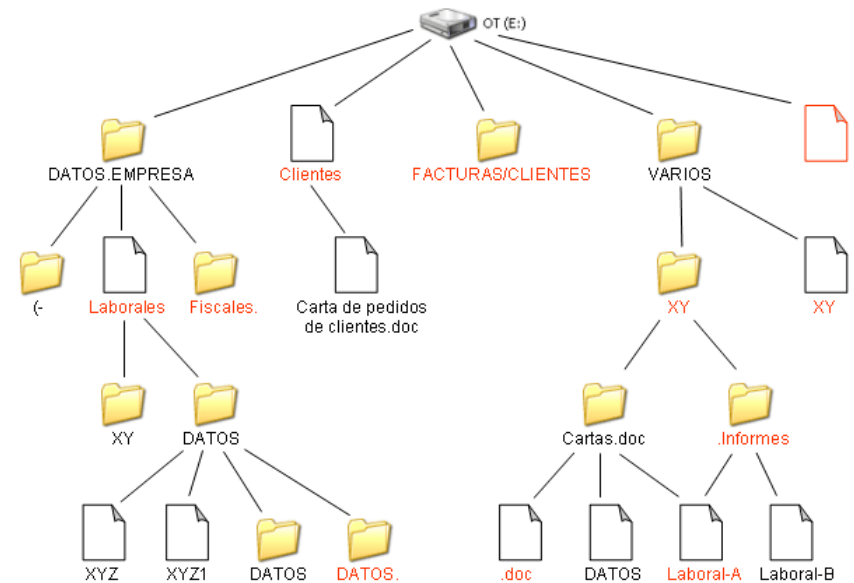 OT (E:)
DATOS.EMPRESA
Clientes
FACTURAS/CLIENTES
VARIOS
(-
Laborales
Fiscales.
Carta de pedidos
de clientes.doc
XY
XY
XY
DATOS
Cartas.doc
.Informes
XYZ
XYZ1
DATOS
DATOS.
.doc
DATOS
Laboral-A
Laboral-B